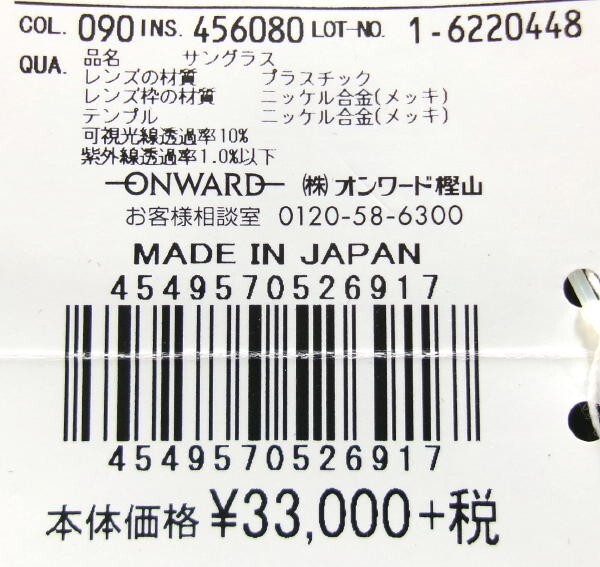 COL. 090 INS. 456080 LOT-NO. 1-6220448
QUA. 品名 サングラス
レンズの材質 プラスチック
レンズ枠の材質 ニッケル合金(メッキ)
テンプル ニッケル合金(メッキ)
可視光線透過率10%
紫外線透過率1.0%以下
ONWARD (株)オンワード樫山
お客様相談室 0120-58-6300
MADE IN JAPAN
4549570526917
4549570526917
本体価格 ¥33,000+税